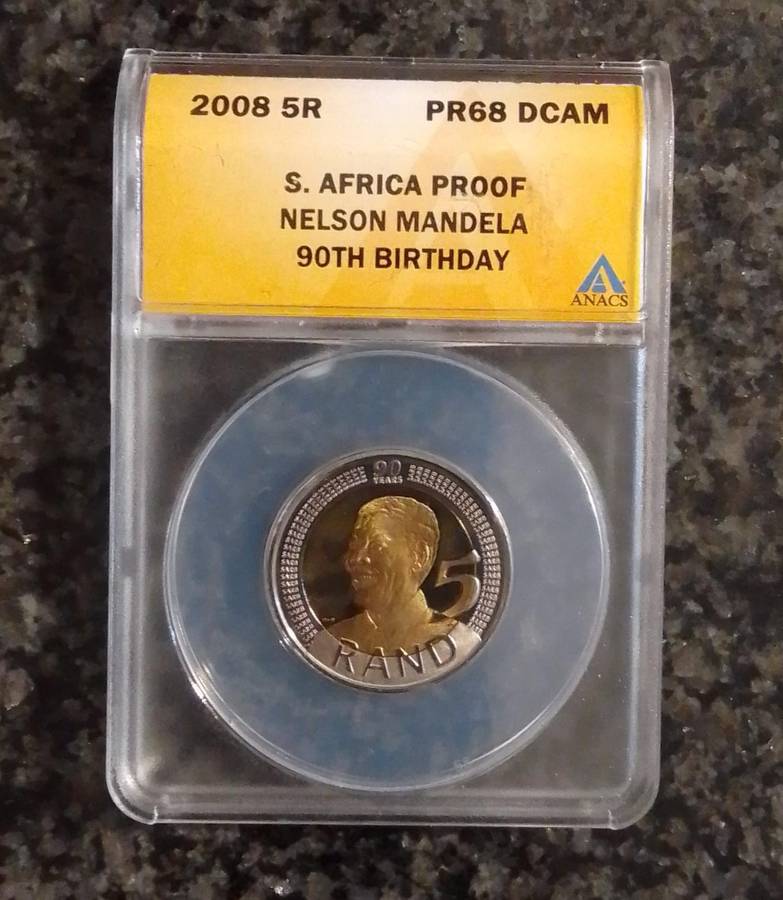 2008 5R PR68 DCAM
S. AFRICA PROOF
NELSON MANDELA
90TH BIRTHDAY
ANACS
90
YEARS
5
RAND